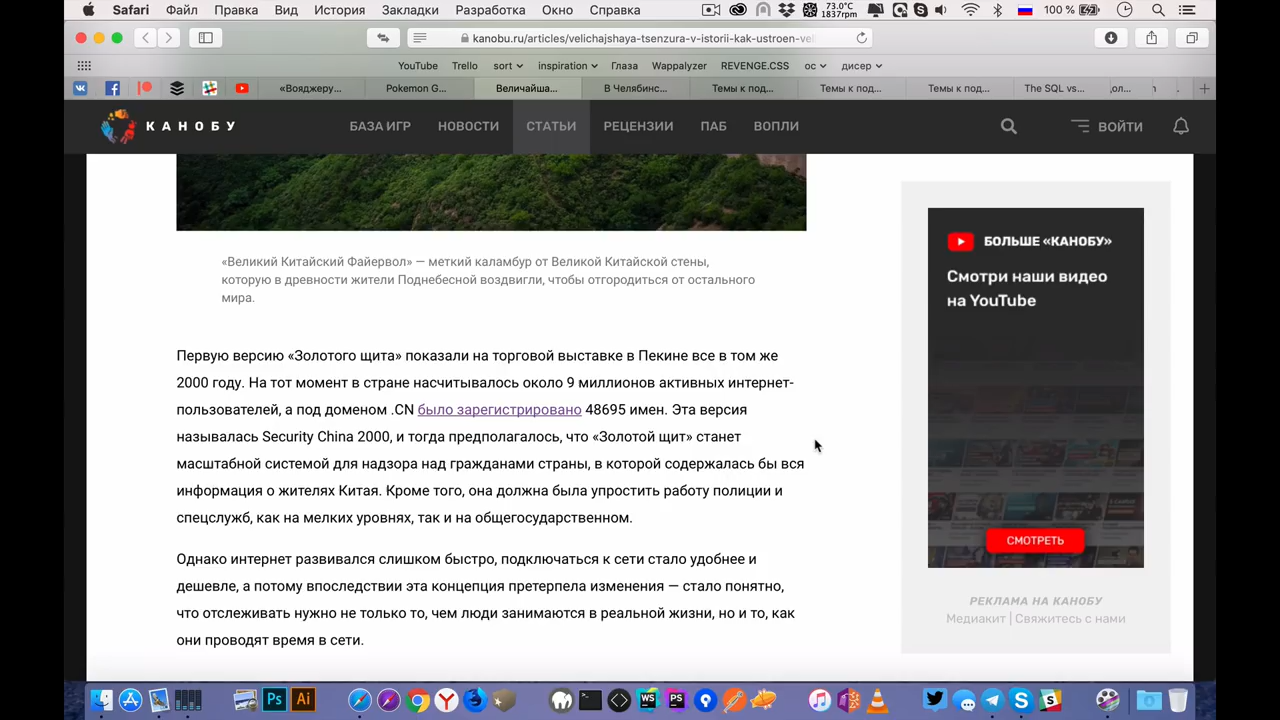 Safari Файл Правка Вид История Закладки Разработка Окно Справка 73.0°C 1837rpm 100 %
kanobu.ru/articles/velichajshaya-tsenzura-v-istorii-kak-ustroen-vel
YouTube Trello sort inspiration Глаза Wappalyzer REVENGE.CSS ос дисер
«Вояджеру... Pokemon G... Величайша... В Челябинс... Темы к под... Темы к под... Темы к под... The SQL vs...
КАНОБУ БАЗА ИГР НОВОСТИ СТАТЬИ РЕЦЕНЗИИ ПАБ ВОПЛИ ВОЙТИ
«Великий Китайский Файервол» — меткий каламбур от Великой Китайской стены,
которую в древности жители Поднебесной воздвигли, чтобы отгородиться от остального
мира.
Первую версию «Золотого щита» показали на торговой выставке в Пекине все в том же
2000 году. На тот момент в стране насчитывалось около 9 миллионов активных интернет-
пользователей, а под доменом .CN было зарегистрировано 48695 имен. Эта версия
называлась Security China 2000, и тогда предполагалось, что «Золотой щит» станет
масштабной системой для надзора над гражданами страны, в которой содержалась бы вся
информация о жителях Китая. Кроме того, она должна была упростить работу полиции и
спецслужб, как на мелких уровнях, так и на общегосударственном.
Однако интернет развивался слишком быстро, подключаться к сети стало удобнее и
дешевле, а потому впоследствии эта концепция претерпела изменения — стало понятно,
что отслеживать нужно не только то, чем люди занимаются в реальной жизни, но и то, как
они проводят время в сети.
БОЛЬШЕ «КАНОБУ»
Смотри наши видео
на YouTube
СМОТРЕТЬ
РЕКЛАМА НА КАНОБУ
Медиакит | Свяжитесь с нами
Ps Ai WS PS